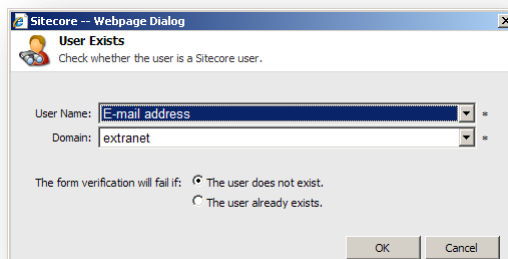 Sitecore -- Webpage Dialog
User Exists
Check whether the user is a Sitecore user.
User Name: E-mail address *
Domain: extranet *
The form verification will fail if: The user does not exist.
The user already exists.
OK Cancel